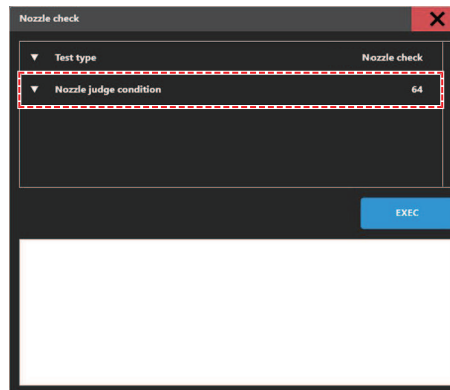 Nozzle check
▼ Test type Nozzle check
▼ Nozzle judge condition 64
EXEC